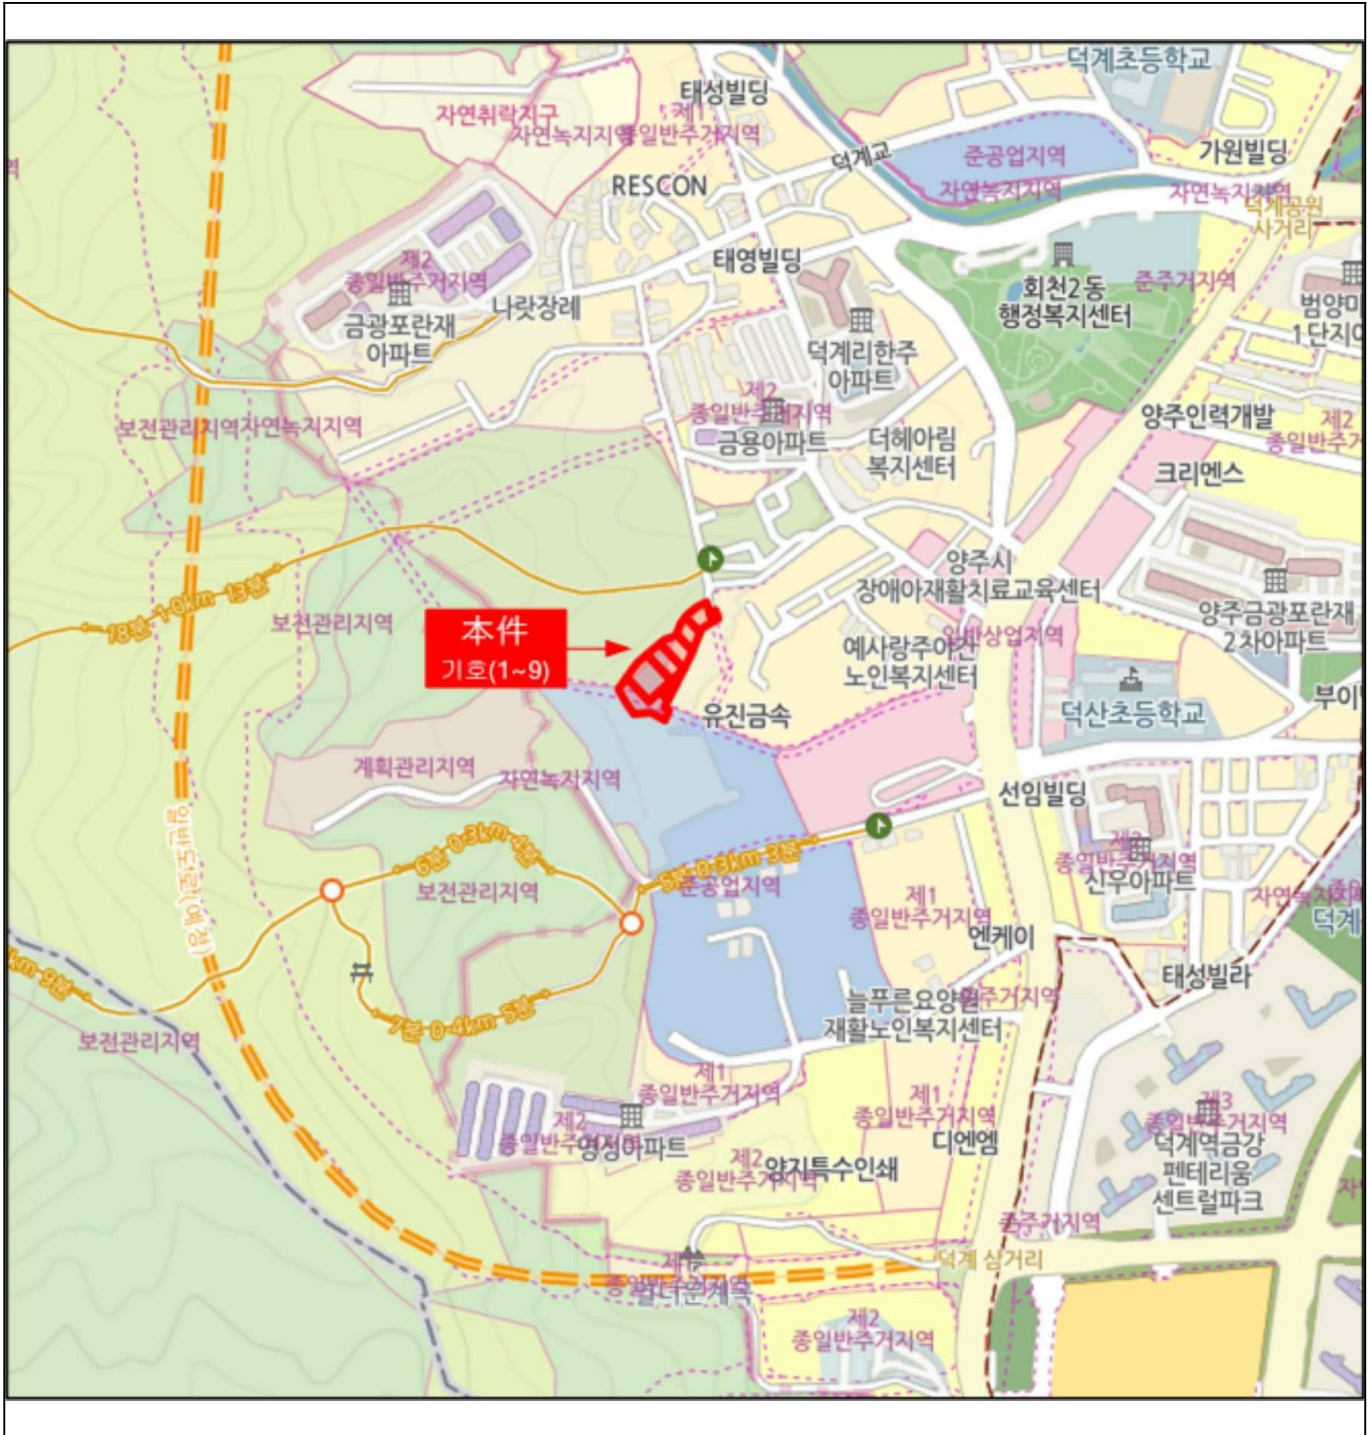 덕계초등학교
태성빌딩
자연취락지구
제1
자연녹지지역
종일반주거지역
덕계교
준공업지역
가원빌딩
RESCON
자연녹지지역
자연녹지지역
덕계공원
사거리
제2
종일반주거지역
태영빌딩
회천2동
행정복지센터
준주거지역
나랏장례
금광포란재
아파트
범양미
1단지
덕계리한주
아파트
제2
종일반주거지역
금용아파트
더헤아림
복지센터
양주인력개발
제2
종일반주거
보전관리지역
자연녹지지역
크리멘스
양주시
장애아재활치료교육센터
18분 1.0km 13분
보전관리지역
本件
기호(1~9)
양주금광포란재
2차아파트
일반상업지역
예사랑주야간
노인복지센터
유진금속
덕산초등학교
부이
계획관리지역
자연녹지지역
선임빌딩
일반도로(예정)
6분 0.3km 4분
5분 0.3km 3분
제2
종일반주거지역
신우아파트
보전관리지역
준공업지역
제1
종일반주거지역
자연녹지지역
덕계
엔케이
km 9분
태성빌라
늘푸른요양원
재활노인복지센터
준주거지역
7분 0.4km 5분
보전관리지역
제1
종일반주거지역
제1
종일반주거지역
제3
종일반주거지역
제2
종일반주거지역
영정아파트
디엔엠
덕계역금강
펜테리움
센트럴파크
제2
종일반주거지역
양지특수인쇄
준주거지역
덕계 삼거리
종일반주거지역
제2
종일반주거지역